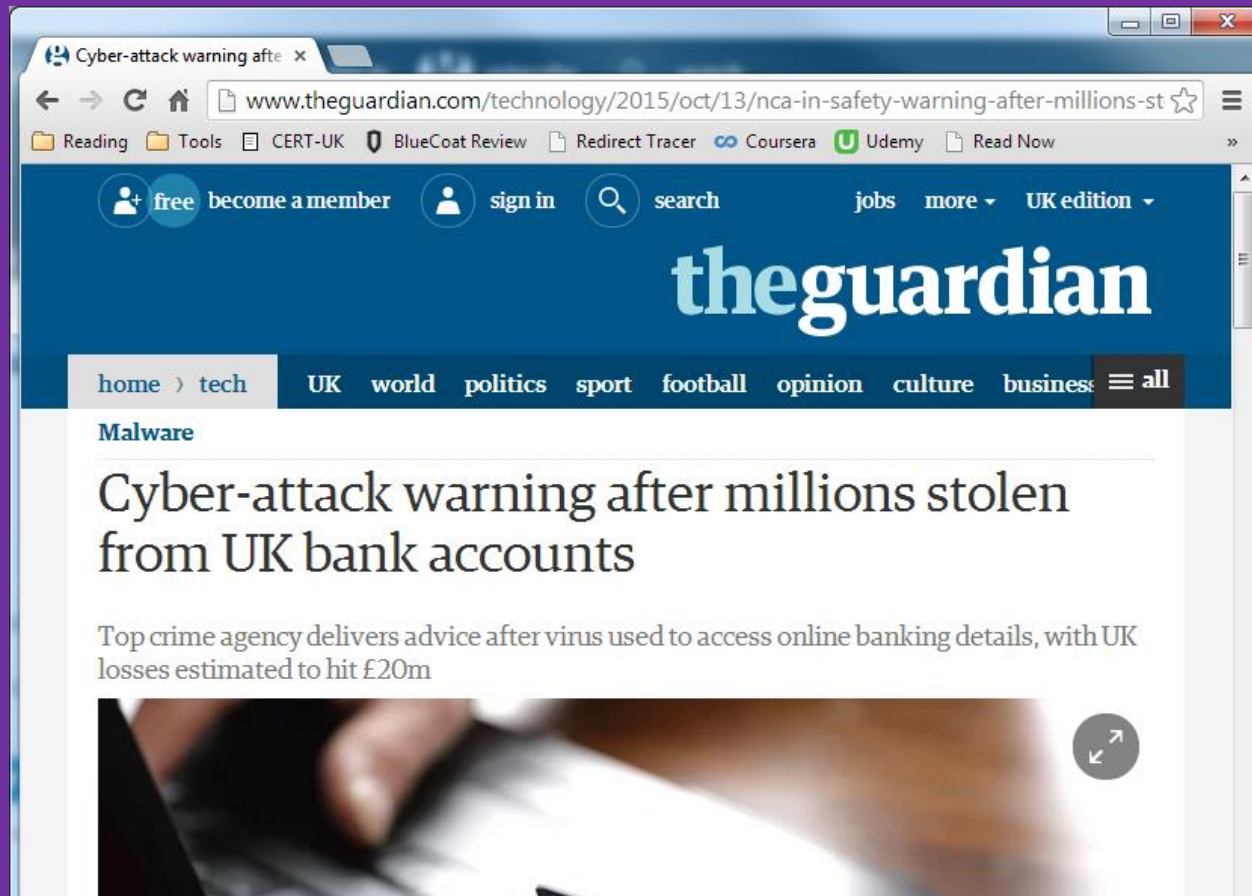 Cyber-attack warning afte
www.theguardian.com/technology/2015/oct/13/nca-in-safety-warning-after-millions-st
Reading Tools CERT-UK BlueCoat Review Redirect Tracer Coursera Udemy Read Now »
free become a member sign in search jobs more UK edition
theguardian
home › tech UK world politics sport football opinion culture business all
Malware
Cyber-attack warning after millions stolen
from UK bank accounts
Top crime agency delivers advice after virus used to access online banking details, with UK
losses estimated to hit £20m